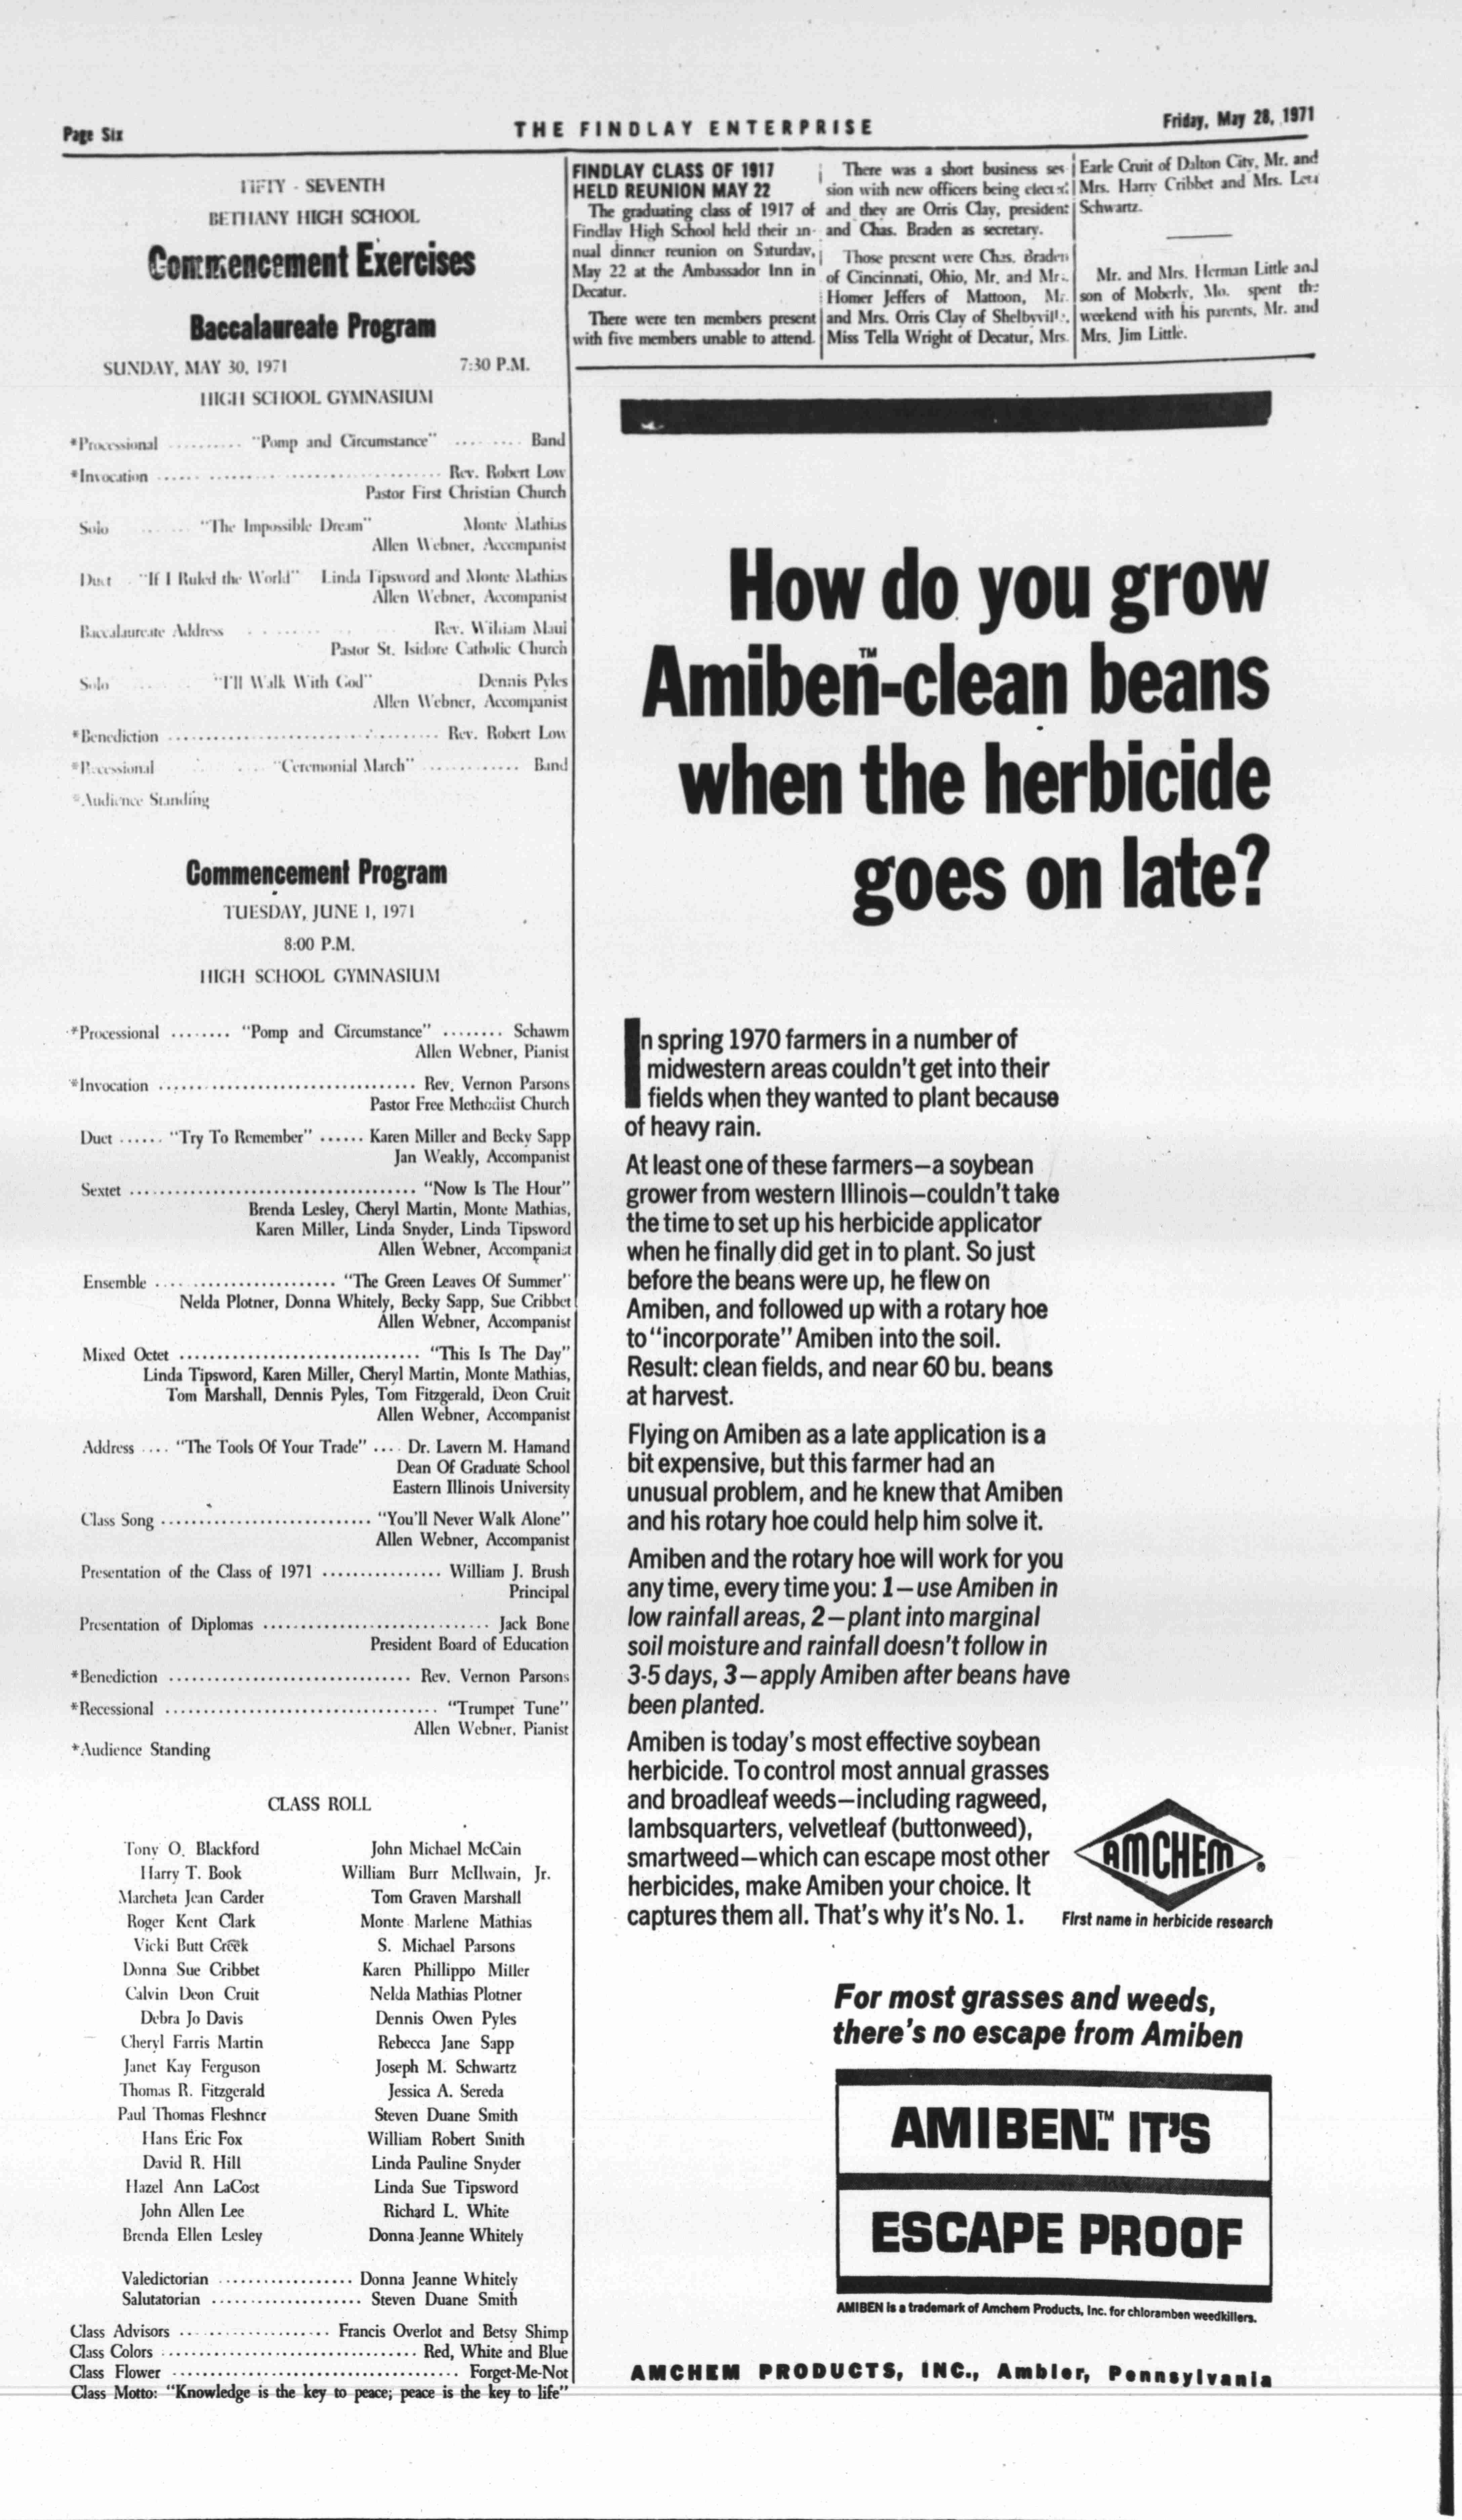 Page Six
THE FINDLAY ENTERPRISE
Friday, May 28, 1971
FIFTY - SEVENTH
BETHANY HIGH SCHOOL
Commencement Exercises
Baccalaureate Program
SUNDAY, MAY 30, 1971 7:30 P.M.
HIGH SCHOOL GYMNASIUM
*Processional .......... "Pomp and Circumstance" ........ Band
*Invocation .................................... Rev. Robert Low
Pastor First Christian Church
Solo ...... "The Impossible Dream" Monte Mathias
Allen Webner, Accompanist
Duet - "If I Ruled the World" Linda Tipsword and Monte Mathias
Allen Webner, Accompanist
Baccalaureate Address ........ Rev. William Maui
Pastor St. Isidore Catholic Church
Solo ..... "I'll Walk With God" Dennis Pyles
Allen Webner, Accompanist
*Benediction .................................... Rev. Robert Low
*Recessional .... "Ceremonial March" ............ Band
*Audience Standing
Commencement Program
TUESDAY, JUNE 1, 1971
8:00 P.M.
HIGH SCHOOL GYMNASIUM
*Processional ........ "Pomp and Circumstance" ........ Schawm
Allen Webner, Pianist
*Invocation .................................. Rev. Vernon Parsons
Pastor Free Methodist Church
Duet ...... "Try To Remember" ...... Karen Miller and Becky Sapp
Jan Weakly, Accompanist
Sextet ...................................... "Now Is The Hour"
Brenda Lesley, Cheryl Martin, Monte Mathias,
Karen Miller, Linda Snyder, Linda Tipsword
Allen Webner, Accompanist
Ensemble ........................ "The Green Leaves Of Summer"
Nelda Plotner, Donna Whitely, Becky Sapp, Sue Cribbet
Allen Webner, Accompanist
Mixed Octet ................................ "This Is The Day"
Linda Tipsword, Karen Miller, Cheryl Martin, Monte Mathias,
Tom Marshall, Dennis Pyles, Tom Fitzgerald, Deon Cruit
Allen Webner, Accompanist
Address .... "The Tools Of Your Trade" .... Dr. Lavern M. Hamand
Dean Of Graduate School
Eastern Illinois University
Class Song ............................ "You'll Never Walk Alone"
Allen Webner, Accompanist
Presentation of the Class of 1971 ................ William J. Brush
Principal
Presentation of Diplomas .............................. Jack Bone
President Board of Education
*Benediction ................................ Rev. Vernon Parsons
*Recessional .................................... "Trumpet Tune"
Allen Webner, Pianist
*Audience Standing
CLASS ROLL
Tony O. Blackford
Harry T. Book
Marcheta Jean Carder
Roger Kent Clark
Vicki Butt Creek
Donna Sue Cribbet
Calvin Deon Cruit
Debra Jo Davis
Cheryl Farris Martin
Janet Kay Ferguson
Thomas R. Fitzgerald
Paul Thomas Fleshner
Hans Eric Fox
David R. Hill
Hazel Ann LaCost
John Allen Lee
Brenda Ellen Lesley
John Michael McCain
William Burr McIlwain, Jr.
Tom Graven Marshall
Monte Marlene Mathias
S. Michael Parsons
Karen Phillippo Miller
Nelda Mathias Plotner
Dennis Owen Pyles
Rebecca Jane Sapp
Joseph M. Schwartz
Jessica A. Sereda
Steven Duane Smith
William Robert Smith
Linda Pauline Snyder
Linda Sue Tipsword
Richard L. White
Donna Jeanne Whitely
Valedictorian .................. Donna Jeanne Whitely
Salutatorian .................... Steven Duane Smith
Class Advisors .................... Francis Overlot and Betsy Shimp
Class Colors .................................. Red, White and Blue
Class Flower ...................................... Forget-Me-Not
Class Motto: "Knowledge is the key to peace; peace is the key to life"
FINDLAY CLASS OF 1917
HELD REUNION MAY 22
The graduating class of 1917 of
Findlay High School held their an-
nual dinner reunion on Saturday,
May 22 at the Ambassador Inn in
Decatur.
There were ten members present
with five members unable to attend.
There was a short business ses-
sion with new officers being elected
and they are Orris Clay, president
and Chas. Braden as secretary.
Those present were Chas. Braden
of Cincinnati, Ohio, Mr. and Mrs.
Homer Jeffers of Mattoon, Mr.
and Mrs. Orris Clay of Shelbyville,
Miss Tella Wright of Decatur, Mrs.
Earle Cruit of Dalton City, Mr. and
Mrs. Harry Cribbet and Mrs. Leta
Schwartz.
Mr. and Mrs. Herman Little and
son of Moberly, Mo. spent the
weekend with his parents, Mr. and
Mrs. Jim Little.
How do you grow
Amiben™-clean beans
when the herbicide
goes on late?
In spring 1970 farmers in a number of
midwestern areas couldn't get into their
fields when they wanted to plant because
of heavy rain.
At least one of these farmers—a soybean
grower from western Illinois—couldn't take
the time to set up his herbicide applicator
when he finally did get in to plant. So just
before the beans were up, he flew on
Amiben, and followed up with a rotary hoe
to "incorporate" Amiben into the soil.
Result: clean fields, and near 60 bu. beans
at harvest.
Flying on Amiben as a late application is a
bit expensive, but this farmer had an
unusual problem, and he knew that Amiben
and his rotary hoe could help him solve it.
Amiben and the rotary hoe will work for you
any time, every time you: 1—use Amiben in
low rainfall areas, 2—plant into marginal
soil moisture and rainfall doesn't follow in
3-5 days, 3—apply Amiben after beans have
been planted.
Amiben is today's most effective soybean
herbicide. To control most annual grasses
and broadleaf weeds—including ragweed,
lambsquarters, velvetleaf (buttonweed),
smartweed—which can escape most other
herbicides, make Amiben your choice. It
captures them all. That's why it's No. 1.
AMCHEM®
First name in herbicide research
For most grasses and weeds,
there's no escape from Amiben
AMIBEN.™ IT'S
ESCAPE PROOF
AMIBEN is a trademark of Amchem Products, Inc. for chloramben weedkillers.
AMCHEM PRODUCTS, INC., Ambler, Pennsylvania